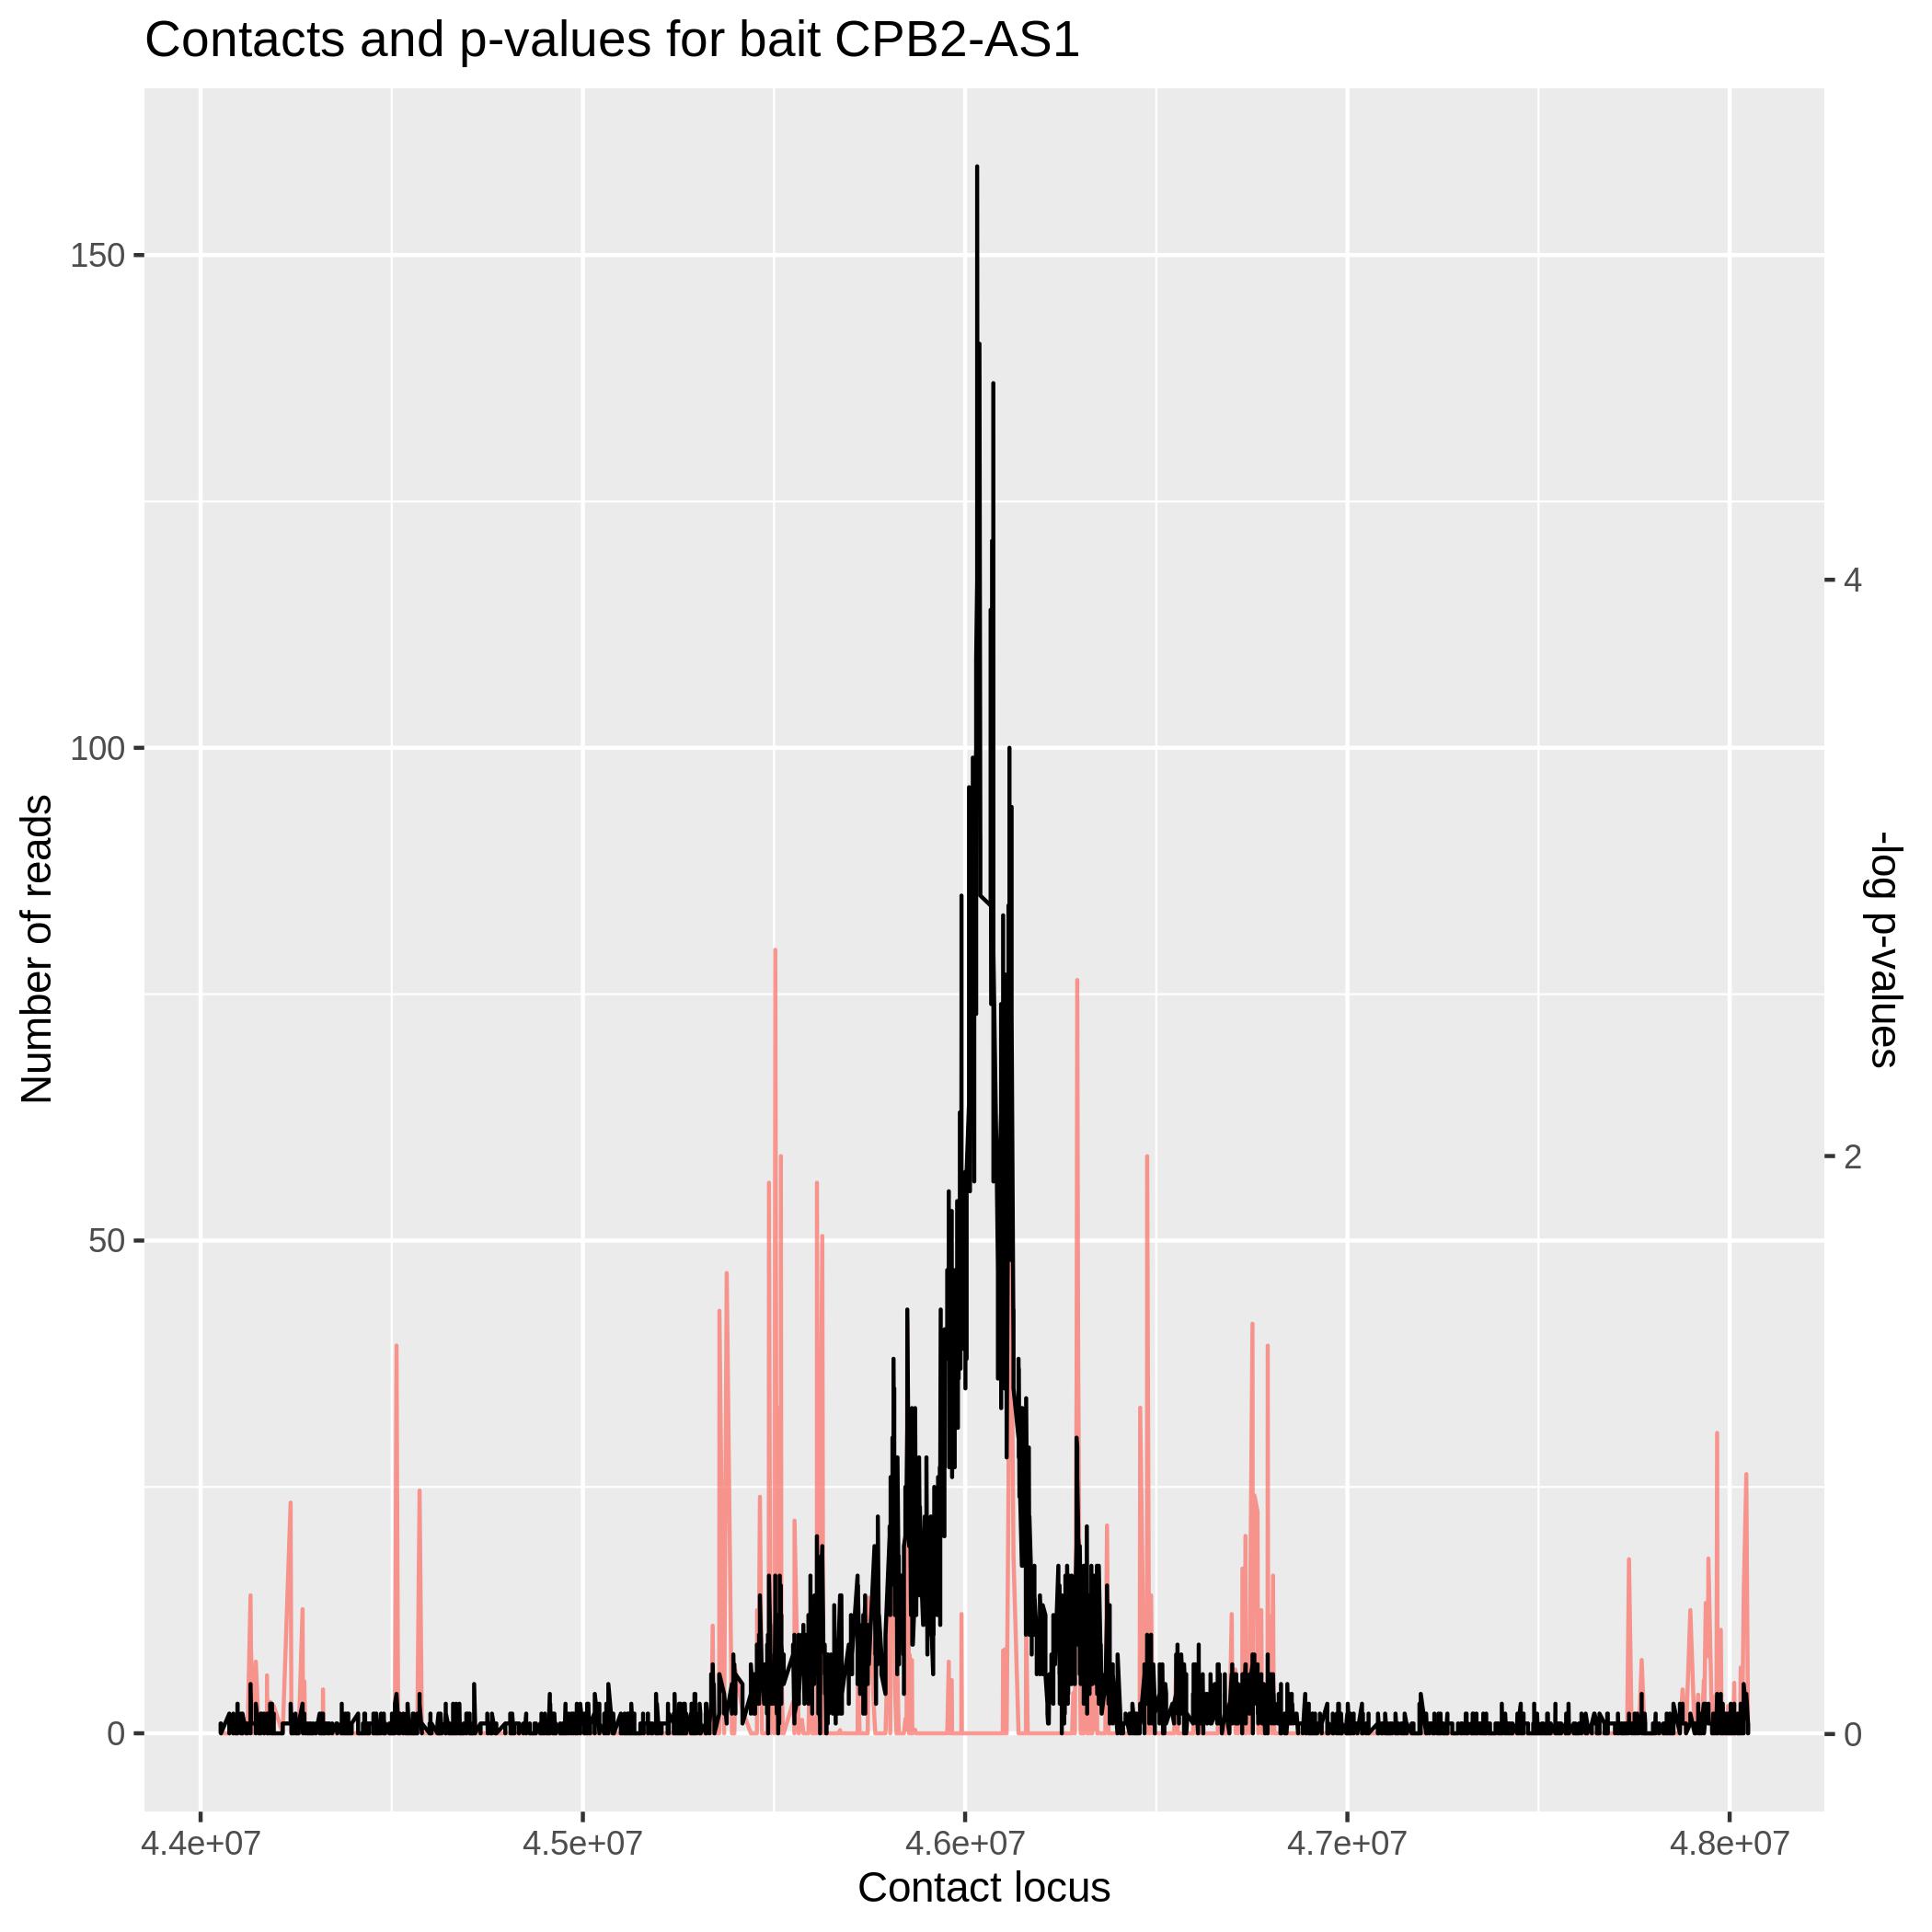 Contacts and p-values for bait CPB2-AS1
150
100
50
0
Number of reads
4
2
0
-log p-values
4.4e+07
4.5e+07
4.6e+07
4.7e+07
4.8e+07
Contact locus